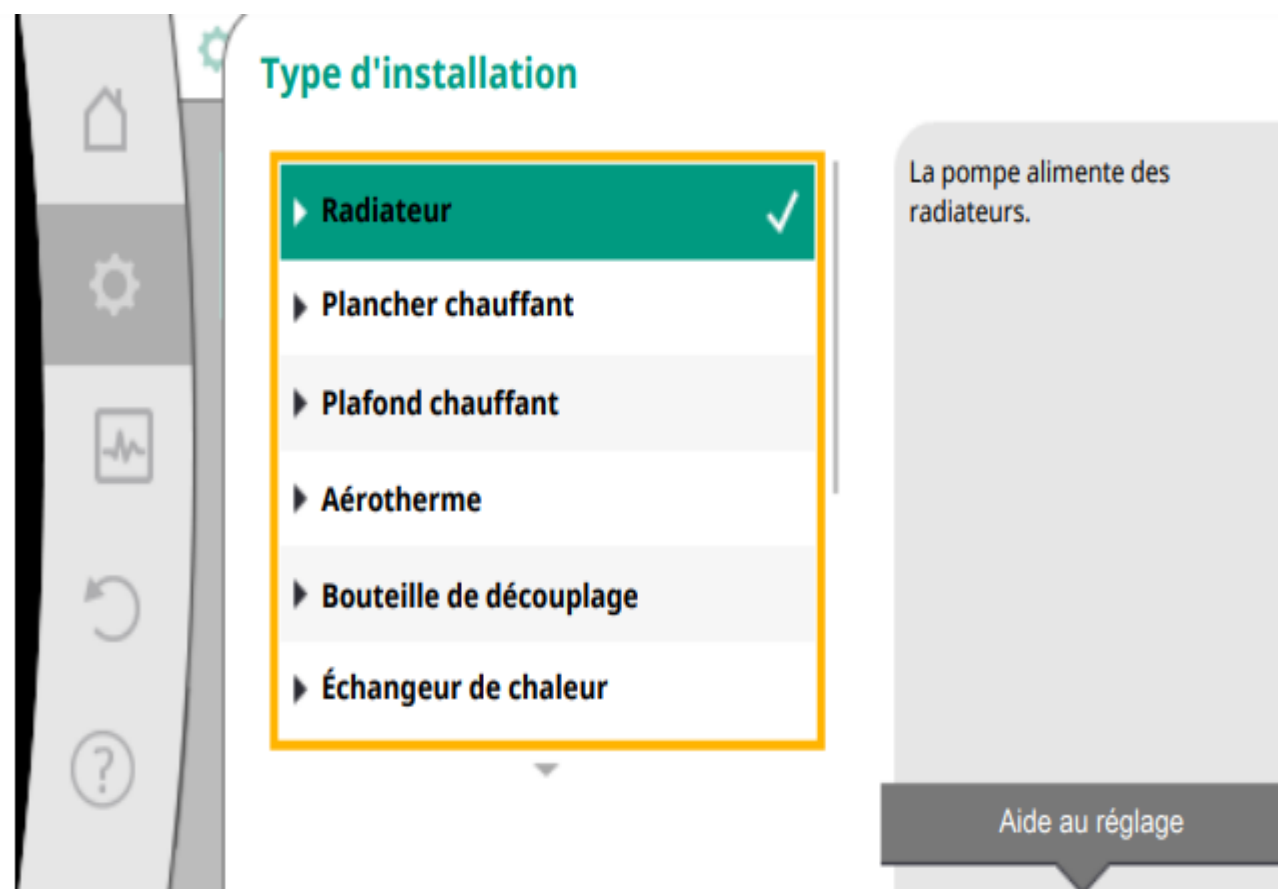 Type d'installation
Radiateur
Plancher chauffant
Plafond chauffant
Aérotherme
Bouteille de découplage
Échangeur de chaleur
La pompe alimente des
radiateurs.
Aide au réglage
?